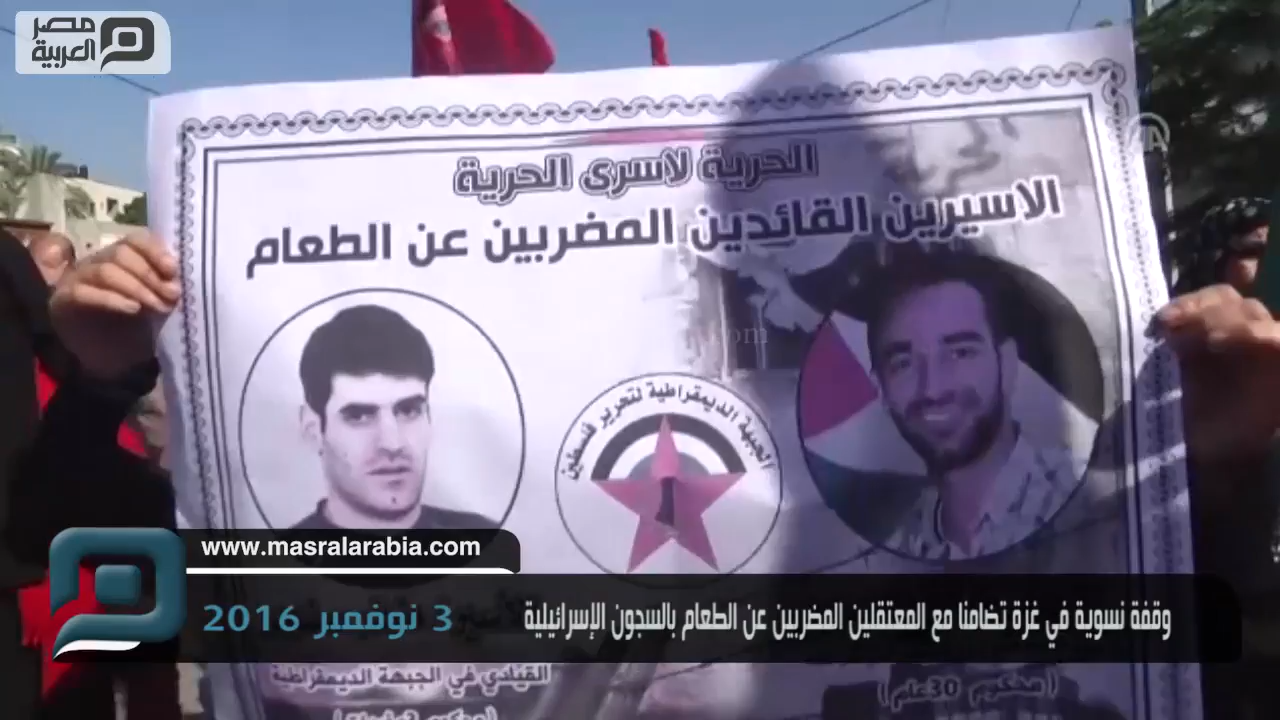 مصر
العربية
الحرية لاسرى الحرية
الاسيرين القائدين المضربين عن الطعام
الجبهة الديمقراطية لتحرير فلسطين
www.masralarabia.com
وقفة نسوية في غزة تضامنا مع المعتقلين المضربين عن الطعام بالسجون الإسرائيلية
3 نوفمبر 2016
القيادي في الجبهة الديمقراطية
(محكوم 30عام)